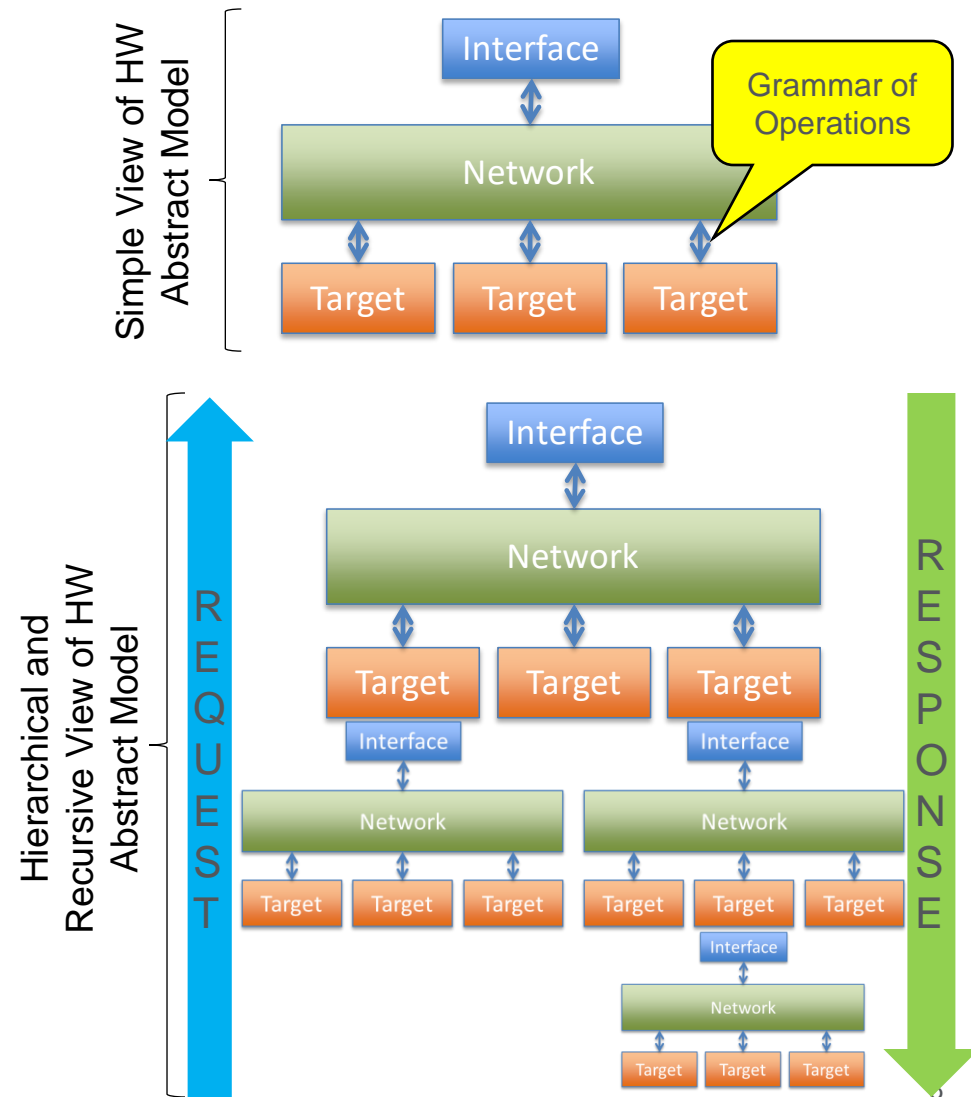 Simple View of HW
Abstract Model
Interface
Grammar of
Operations
Network
Target Target Target
Hierarchical and
Recursive View of HW
Abstract Model
REQUEST
Interface
Network
Target Target Target
Interface Interface
Network Network
Target Target Target Target Target Target
Interface
Network
Target Target Target
RESPONSE